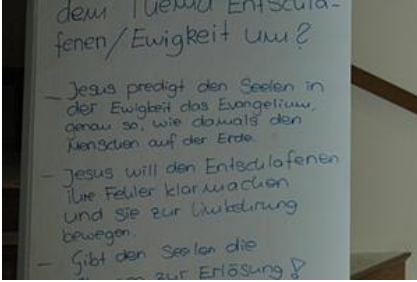 dem Thema Entschla-
fenen/Ewigkeit um?
- Jesus predigt den Seelen in
der Ewigkeit das Evangelium,
genau so, wie damals den
Menschen auf der Erde.
- Jesus will den Entschlafenen
ihre Fehler klar machen
und sie zur Umkehrung
bewegen.
- Gibt den Seelen die
zur Erlösung!